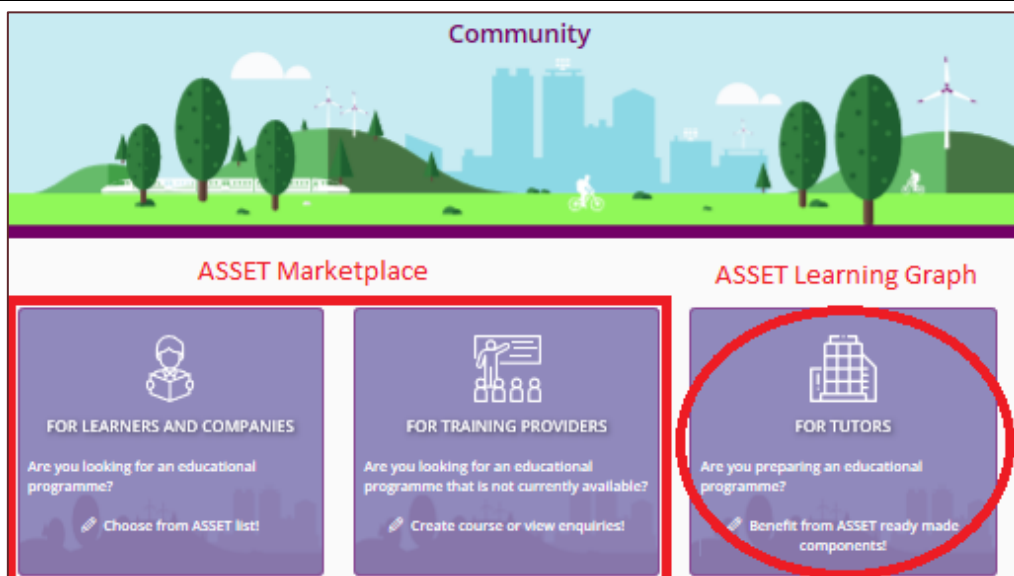 Community
ASSET Marketplace
ASSET Learning Graph
FOR LEARNERS AND COMPANIES
Are you looking for an educational
programme?
Choose from ASSET list!
FOR TRAINING PROVIDERS
Are you looking for an educational
programme that is not currently available?
Create course or view enquiries!
FOR TUTORS
Are you preparing an educational
programme?
Benefit from ASSET ready made
components!